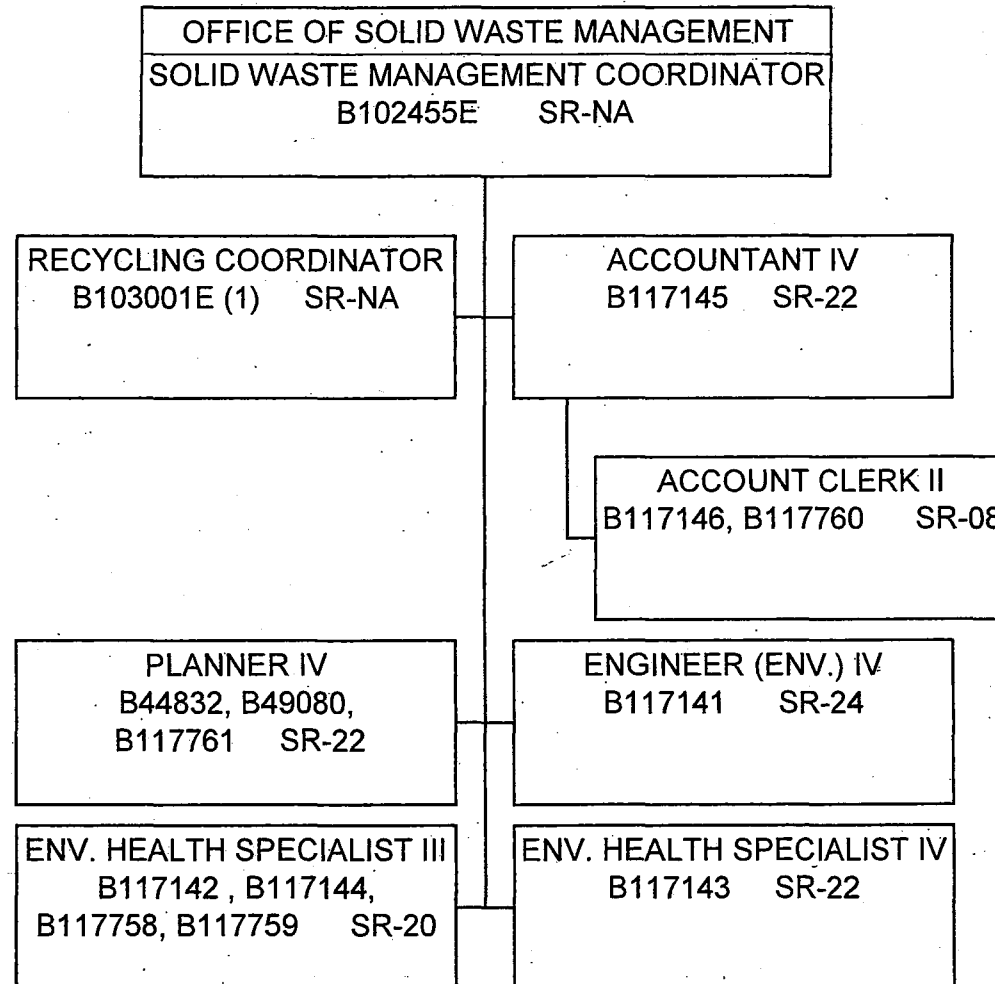 OFFICE OF SOLID WASTE MANAGEMENT
SOLID WASTE MANAGEMENT COORDINATOR
B102455E SR-NA
RECYCLING COORDINATOR
B103001E (1) SR-NA
ACCOUNTANT IV
B117145 SR-22
ACCOUNT CLERK II
B117146, B117760 SR-08
PLANNER IV
B44832, B49080,
B117761 SR-22
ENGINEER (ENV.) IV
B117141 SR-24
ENV. HEALTH SPECIALIST III
B117142 , B117144,
B117758, B117759 SR-20
ENV. HEALTH SPECIALIST IV
B117143 SR-22